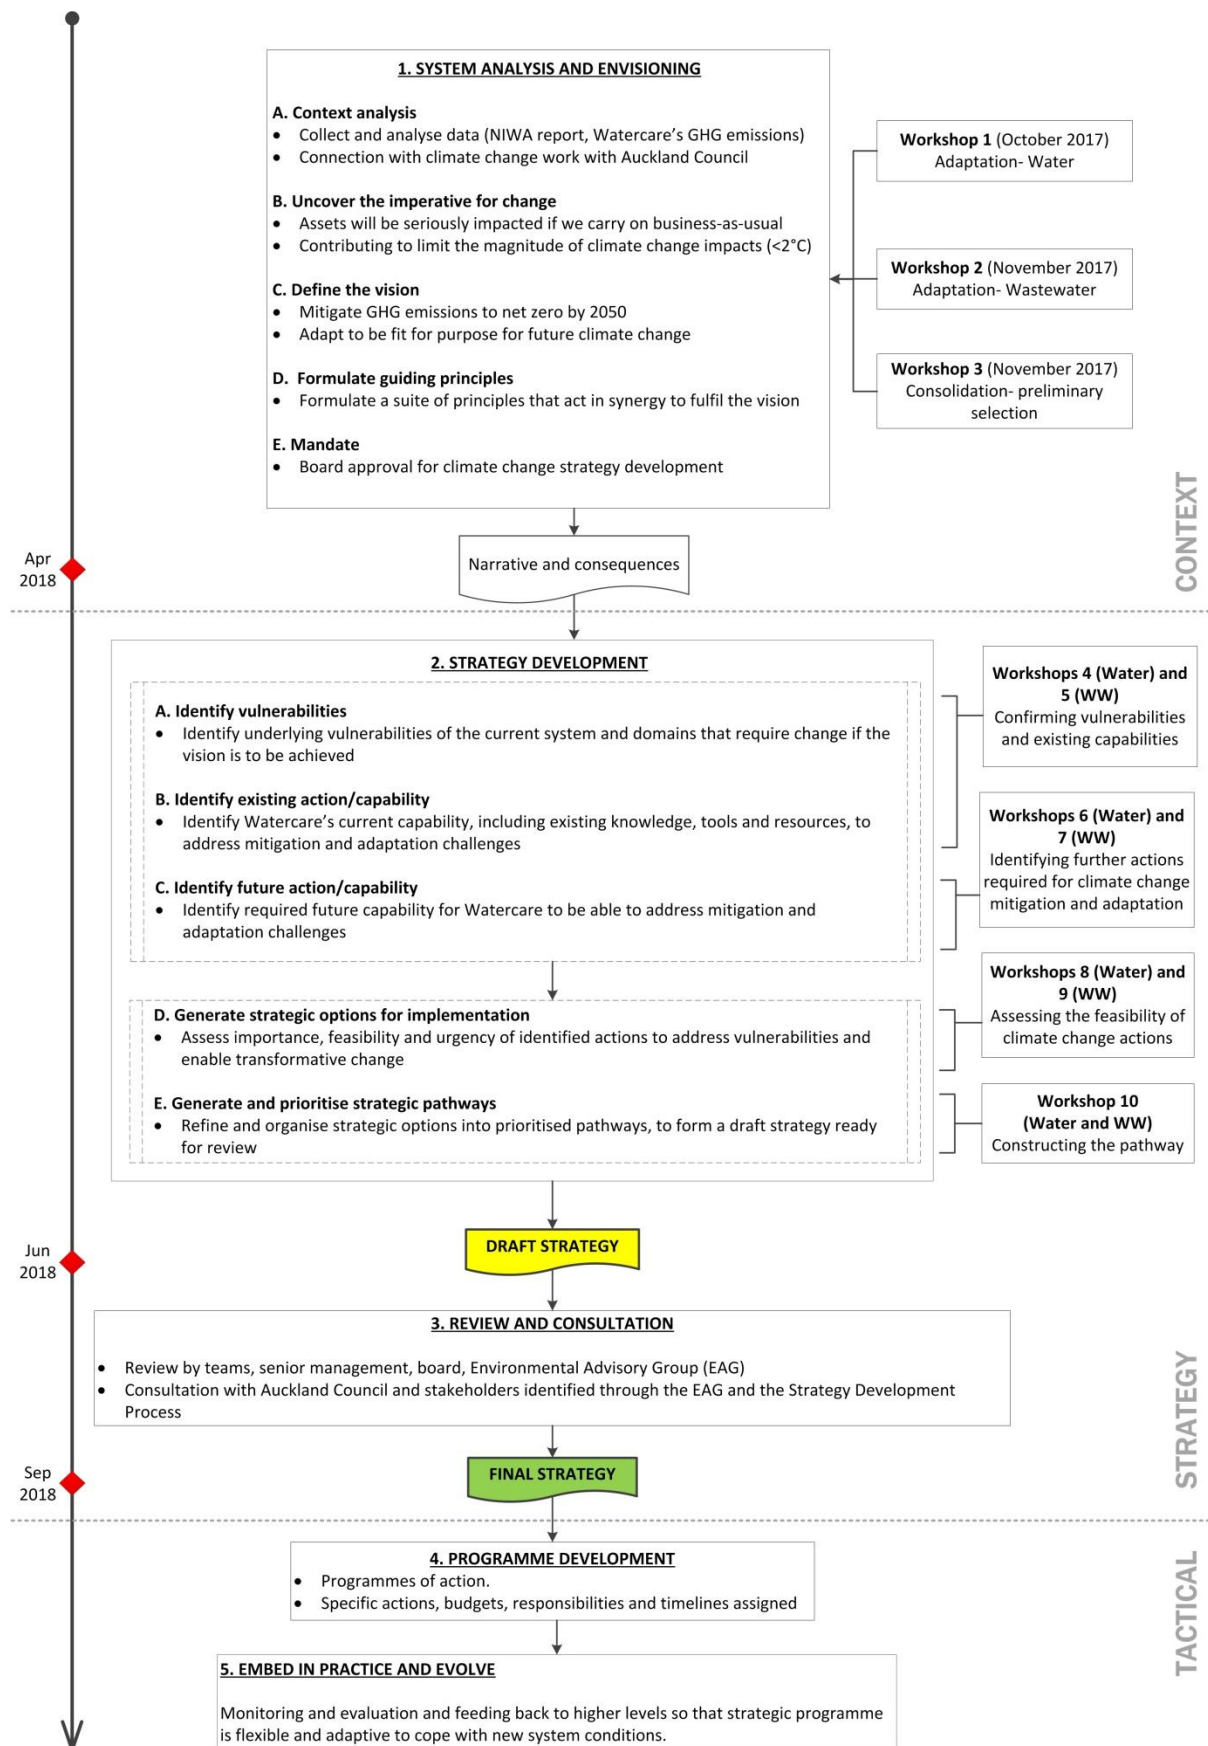 1. SYSTEM ANALYSIS AND ENVISIONING
A. Context analysis
• Collect and analyse data (NIWA report, Watercare's GHG emissions)
• Connection with climate change work with Auckland Council
B. Uncover the imperative for change
• Assets will be seriously impacted if we carry on business-as-usual
• Contributing to limit the magnitude of climate change impacts (<2°C)
C. Define the vision
• Mitigate GHG emissions to net zero by 2050
• Adapt to be fit for purpose for future climate change
D. Formulate guiding principles
• Formulate a suite of principles that act in synergy to fulfil the vision
E. Mandate
• Board approval for climate change strategy development
Workshop 1 (October 2017)
Adaptation- Water
Workshop 2 (November 2017)
Adaptation- Wastewater
Workshop 3 (November 2017)
Consolidation- preliminary
selection
CONTEXT
Apr
2018
Narrative and consequences
2. STRATEGY DEVELOPMENT
A. Identify vulnerabilities
• Identify underlying vulnerabilities of the current system and domains that require change if the
vision is to be achieved
B. Identify existing action/capability
• Identify Watercare's current capability, including existing knowledge, tools and resources, to
address mitigation and adaptation challenges
C. Identify future action/capability
• Identify required future capability for Watercare to be able to address mitigation and
adaptation challenges
D. Generate strategic options for implementation
• Assess importance, feasibility and urgency of identified actions to address vulnerabilities and
enable transformative change
E. Generate and prioritise strategic pathways
• Refine and organise strategic options into prioritised pathways, to form a draft strategy ready
for review
Workshops 4 (Water) and
5 (WW)
Confirming vulnerabilities
and existing capabilities
Workshops 6 (Water) and
7 (WW)
Identifying further actions
required for climate change
mitigation and adaptation
Workshops 8 (Water) and
9 (WW)
Assessing the feasibility of
climate change actions
Workshop 10
(Water and WW)
Constructing the pathway
DRAFT STRATEGY
Jun
2018
3. REVIEW AND CONSULTATION
• Review by teams, senior management, board, Environmental Advisory Group (EAG)
• Consultation with Auckland Council and stakeholders identified through the EAG and the Strategy Development
Process
STRATEGY
Sep
2018
FINAL STRATEGY
4. PROGRAMME DEVELOPMENT
• Programmes of action.
• Specific actions, budgets, responsibilities and timelines assigned
TACTICAL
5. EMBED IN PRACTICE AND EVOLVE
Monitoring and evaluation and feeding back to higher levels so that strategic programme
is flexible and adaptive to cope with new system conditions.